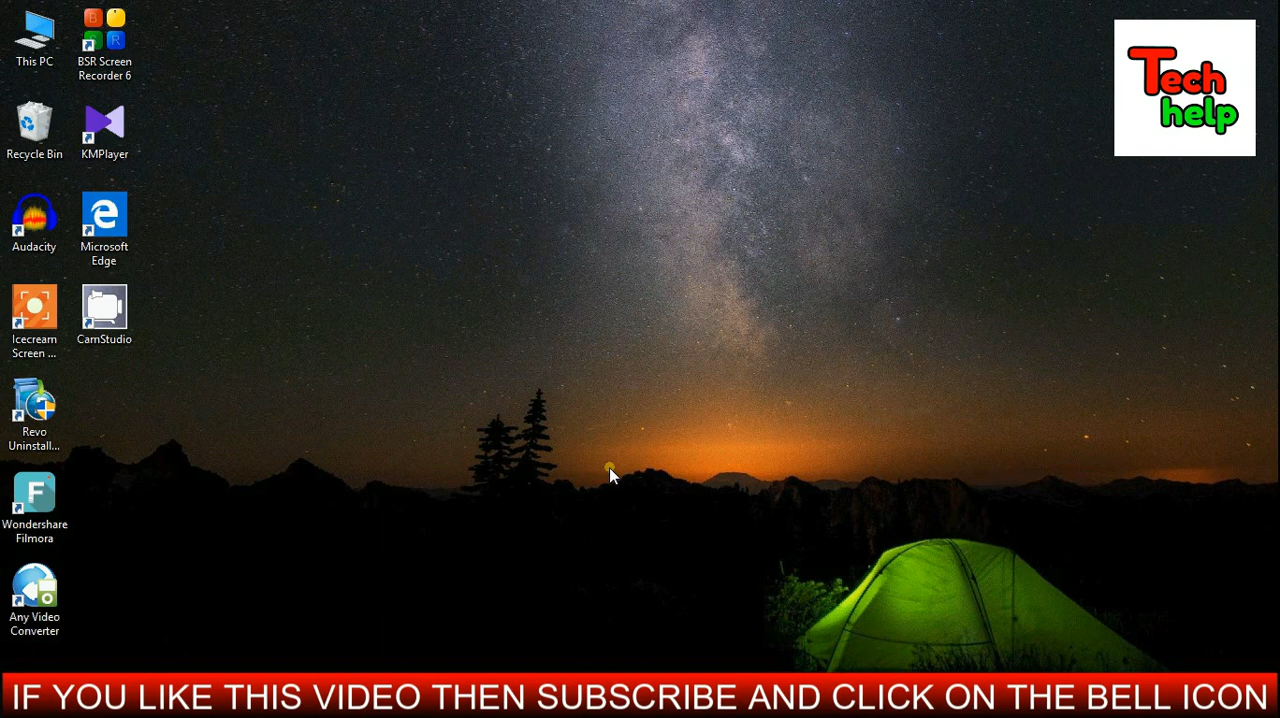 This PC
BSR Screen
Recorder 6
Recycle Bin
KMPlayer
Audacity
Microsoft
Edge
Icecream
Screen ...
CamStudio
Revo
Uninstall...
Wondershare
Filmora
Any Video
Converter
Tech
help
IF YOU LIKE THIS VIDEO THEN SUBSCRIBE AND CLICK ON THE BELL ICON